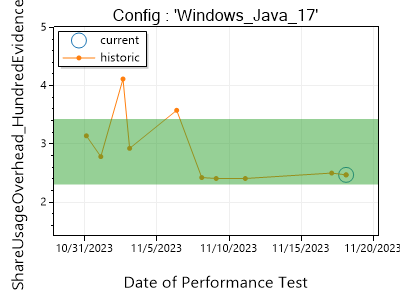 Config : 'Windows_Java_17'
ShareUsageOverhead_HundredEvidence
current
historic
5
4
3
2
10/31/2023 11/5/2023 11/10/2023 11/15/2023 11/20/2023
Date of Performance Test